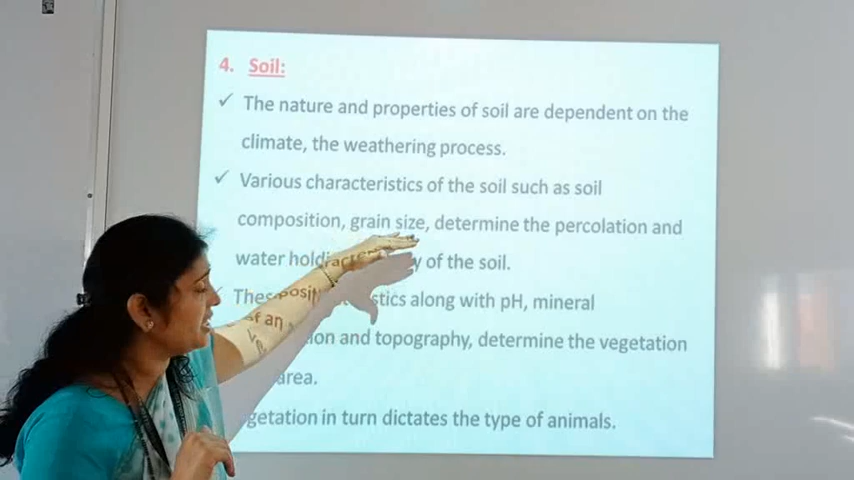 4. Soil:
✓ The nature and properties of soil are dependent on the
climate, the weathering process.
✓ Various characteristics of the soil such as soil
composition, grain size, determine the percolation and
water holding of the soil.
stics along with pH, mineral
and topography, determine the vegetation
area.
getation in turn dictates the type of animals.